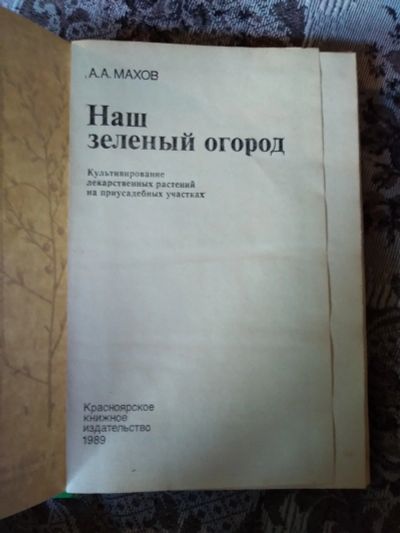 А.А. МАХОВ
Наш
зеленый огород
Культивирование
лекарственных растений
на приусадебных участках
Красноярское
книжное
издательство
1989